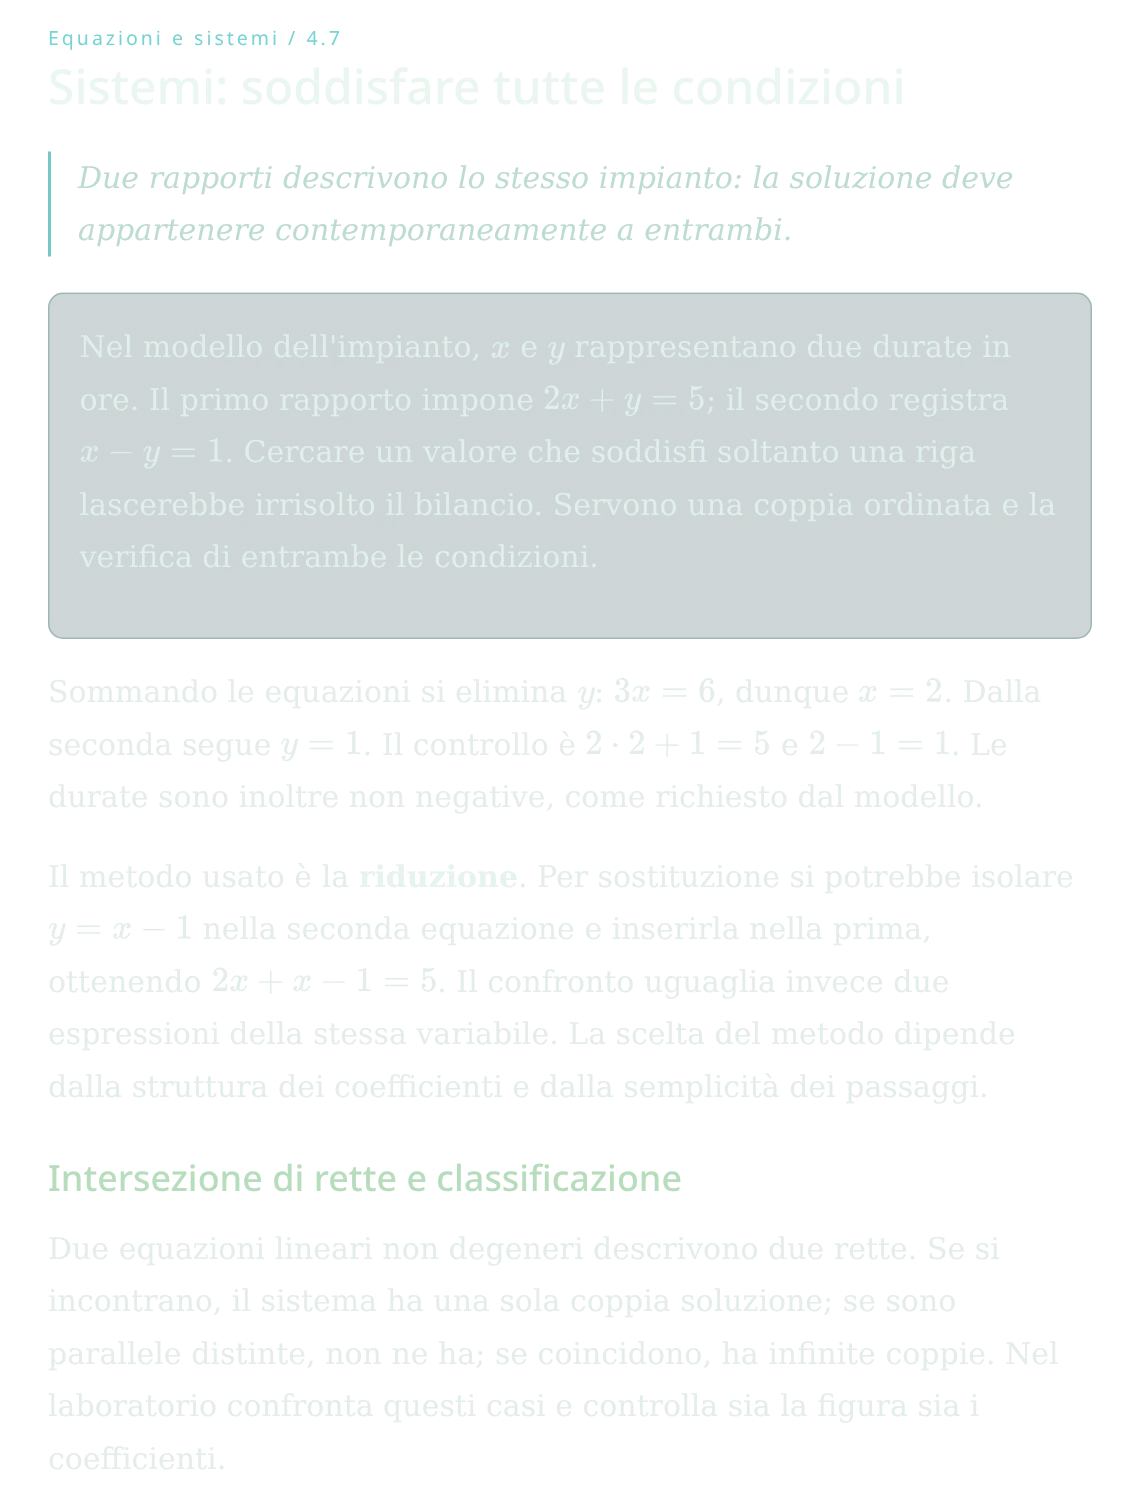 Equazioni e sistemi / 4.7
Sistemi: soddisfare tutte le condizioni
Due rapporti descrivono lo stesso impianto: la soluzione deve
appartenere contemporaneamente a entrambi.
Nel modello dell'impianto, x e y rappresentano due durate in
ore. Il primo rapporto impone 2x + y = 5; il secondo registra
x − y = 1. Cercare un valore che soddisfi soltanto una riga
lascerebbe irrisolto il bilancio. Servono una coppia ordinata e la
verifica di entrambe le condizioni.
Sommando le equazioni si elimina y: 3x = 6, dunque x = 2. Dalla
seconda segue y = 1. Il controllo è 2 · 2 + 1 = 5 e 2 − 1 = 1. Le
durate sono inoltre non negative, come richiesto dal modello.
Il metodo usato è la riduzione. Per sostituzione si potrebbe isolare
y = x − 1 nella seconda equazione e inserirla nella prima,
ottenendo 2x + x − 1 = 5. Il confronto uguaglia invece due
espressioni della stessa variabile. La scelta del metodo dipende
dalla struttura dei coefficienti e dalla semplicità dei passaggi.
Intersezione di rette e classificazione
Due equazioni lineari non degeneri descrivono due rette. Se si
incontrano, il sistema ha una sola coppia soluzione; se sono
parallele distinte, non ne ha; se coincidono, ha infinite coppie. Nel
laboratorio confronta questi casi e controlla sia la figura sia i
coefficienti.